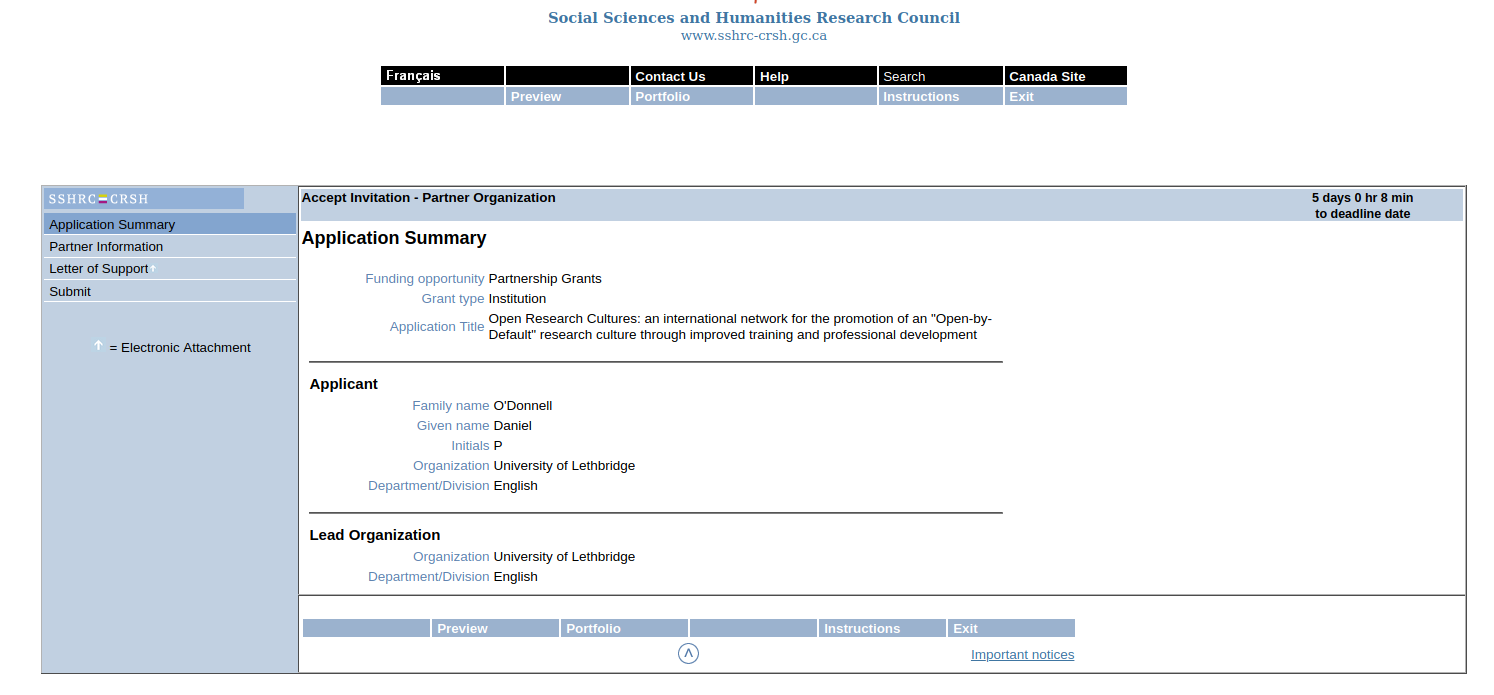 Social Sciences and Humanities Research Council
www.sshrc-crsh.gc.ca
Français Contact Us Help Search Canada Site
Preview Portfolio Instructions Exit
SSHRC CRSH
Application Summary
Partner Information
Letter of Support
Submit
= Electronic Attachment
Accept Invitation - Partner Organization
5 days 0 hr 8 min
to deadline date
Application Summary
Funding opportunity Partnership Grants
Grant type Institution
Application Title Open Research Cultures: an international network for the promotion of an "Open-by-
Default" research culture through improved training and professional development
Applicant
Family name O'Donnell
Given name Daniel
Initials P
Organization University of Lethbridge
Department/Division English
Lead Organization
Organization University of Lethbridge
Department/Division English
Preview Portfolio Instructions Exit
Important notices